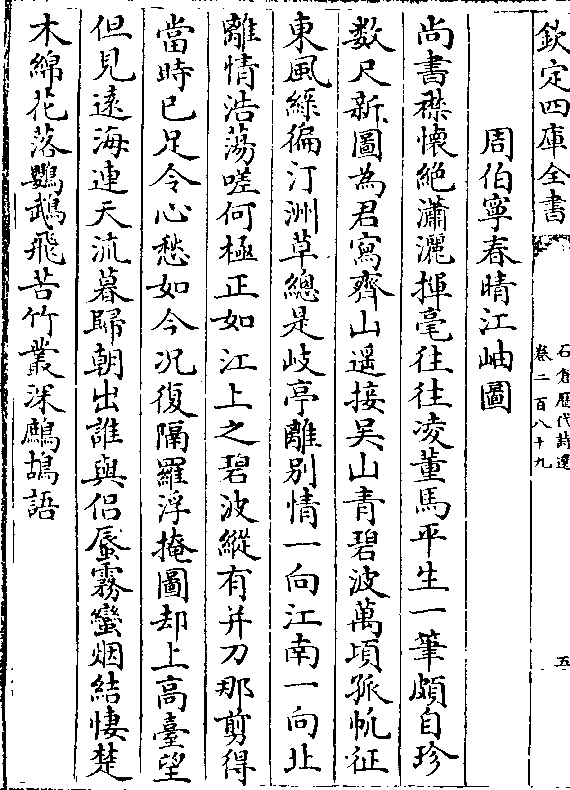 欽定四庫全書
石倉歷代詩選
卷二百八十九
五
周伯寧春晴江岫圖
尚書襟懷絶瀟灑揮毫往往凌董馬平生一筆頗自珍
數尺新圖為君寫齊山遥接吴山青碧波萬頃孤帆征
東風緑徧汀洲草總是岐亭離别情一向江南一向北
離情浩蕩嗟何極正如江上之碧波縱有并刀那剪得
當時已足令心愁如今况復隔羅浮掩圖却上高臺望
但見逺海連天流暮歸朝出誰與侣蜃霧蠻烟結悽楚
木綿花落鸚鵡飛苦竹叢深鷓鴣語